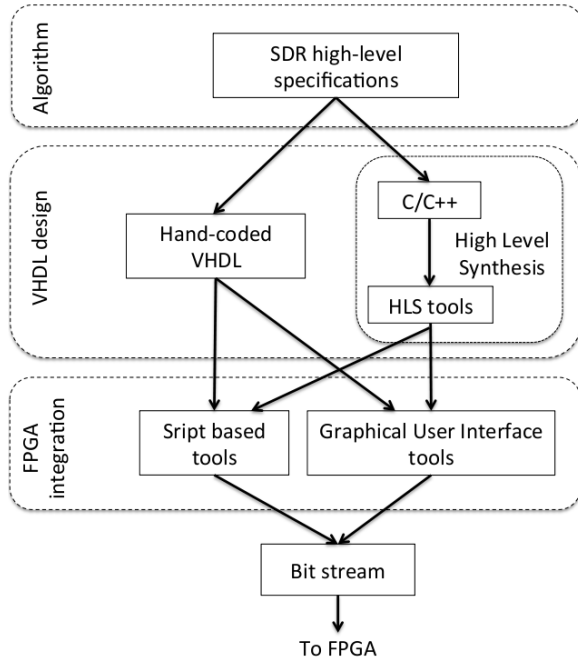 Algorithm
SDR high-level
specifications
VHDL design
C/C++
Hand-coded
VHDL
High Level
Synthesis
HLS tools
FPGA
integration
Sript based
tools
Graphical User Interface
tools
Bit stream
To FPGA